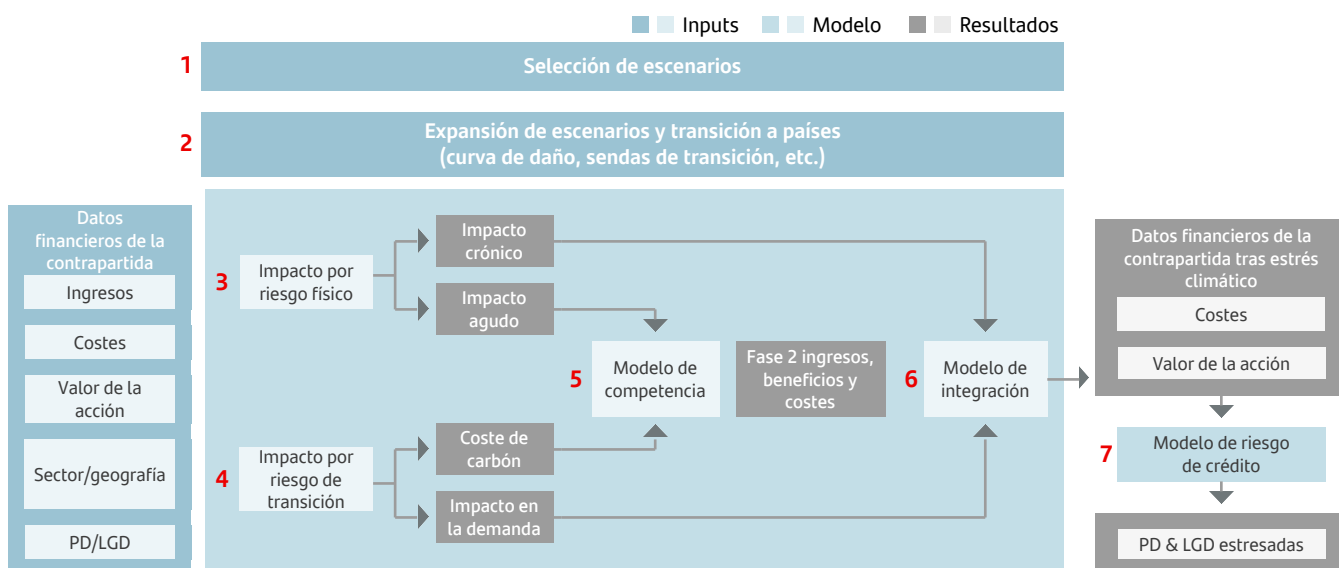 Inputs
Modelo
Resultados
1
Selección de escenarios
2
Expansión de escenarios y transición a países
(curva de daño, sendas de transición, etc.)
Datos
financieros de la
contrapartida
Ingresos
Costes
Valor de la
acción
Sector/geografía
PD/LGD
3
Impacto por
riesgo físico
Impacto
crónico
Impacto
agudo
4
Impacto por
riesgo de
transición
Coste de
carbón
Impacto en
la demanda
5
Modelo de
competencia
Fase 2 ingresos,
beneficios y
costes
6
Modelo de
integración
Datos financieros de la
contrapartida tras estrés
climático
Costes
Valor de la acción
7
Modelo de riesgo
de crédito
PD & LGD estresadas